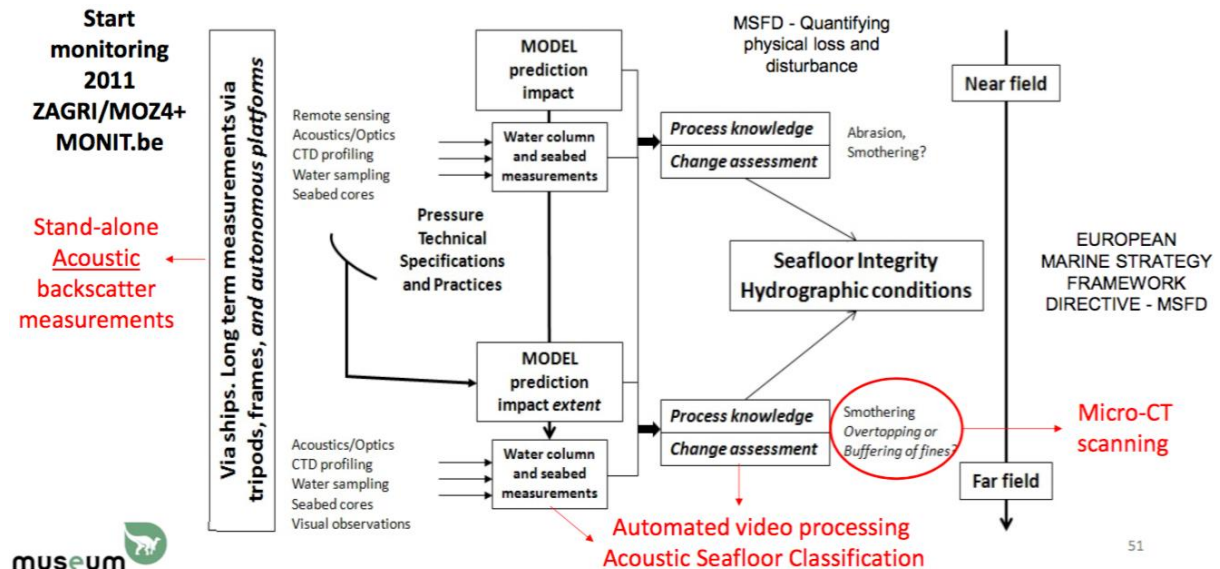 Start
monitoring
2011
ZAGRI/MOZ4+
MONIT.be
Stand-alone
Acoustic
backscatter
measurements
Via ships. Long term measurements via
tripods, frames, and autonomous platforms
Remote sensing
Acoustics/Optics
CTD profiling
Water sampling
Seabed cores
MODEL
prediction
impact
Water column
and seabed
measurements
Pressure
Technical
Specifications
and Practices
MODEL
prediction
impact extent
Acoustics/Optics
CTD profiling
Water sampling
Seabed cores
Visual observations
Water column
and seabed
measurements
MSFD - Quantifying
physical loss and
disturbance
Process knowledge
Change assessment
Abrasion,
Smothering?
Seafloor Integrity
Hydrographic conditions
Process knowledge
Change assessment
Smothering
Overtopping or
Buffering of fines?
Automated video processing
Acoustic Seafloor Classification
Near field
EUROPEAN
MARINE STRATEGY
FRAMEWORK
DIRECTIVE - MSFD
Micro-CT
scanning
Far field
museum
51